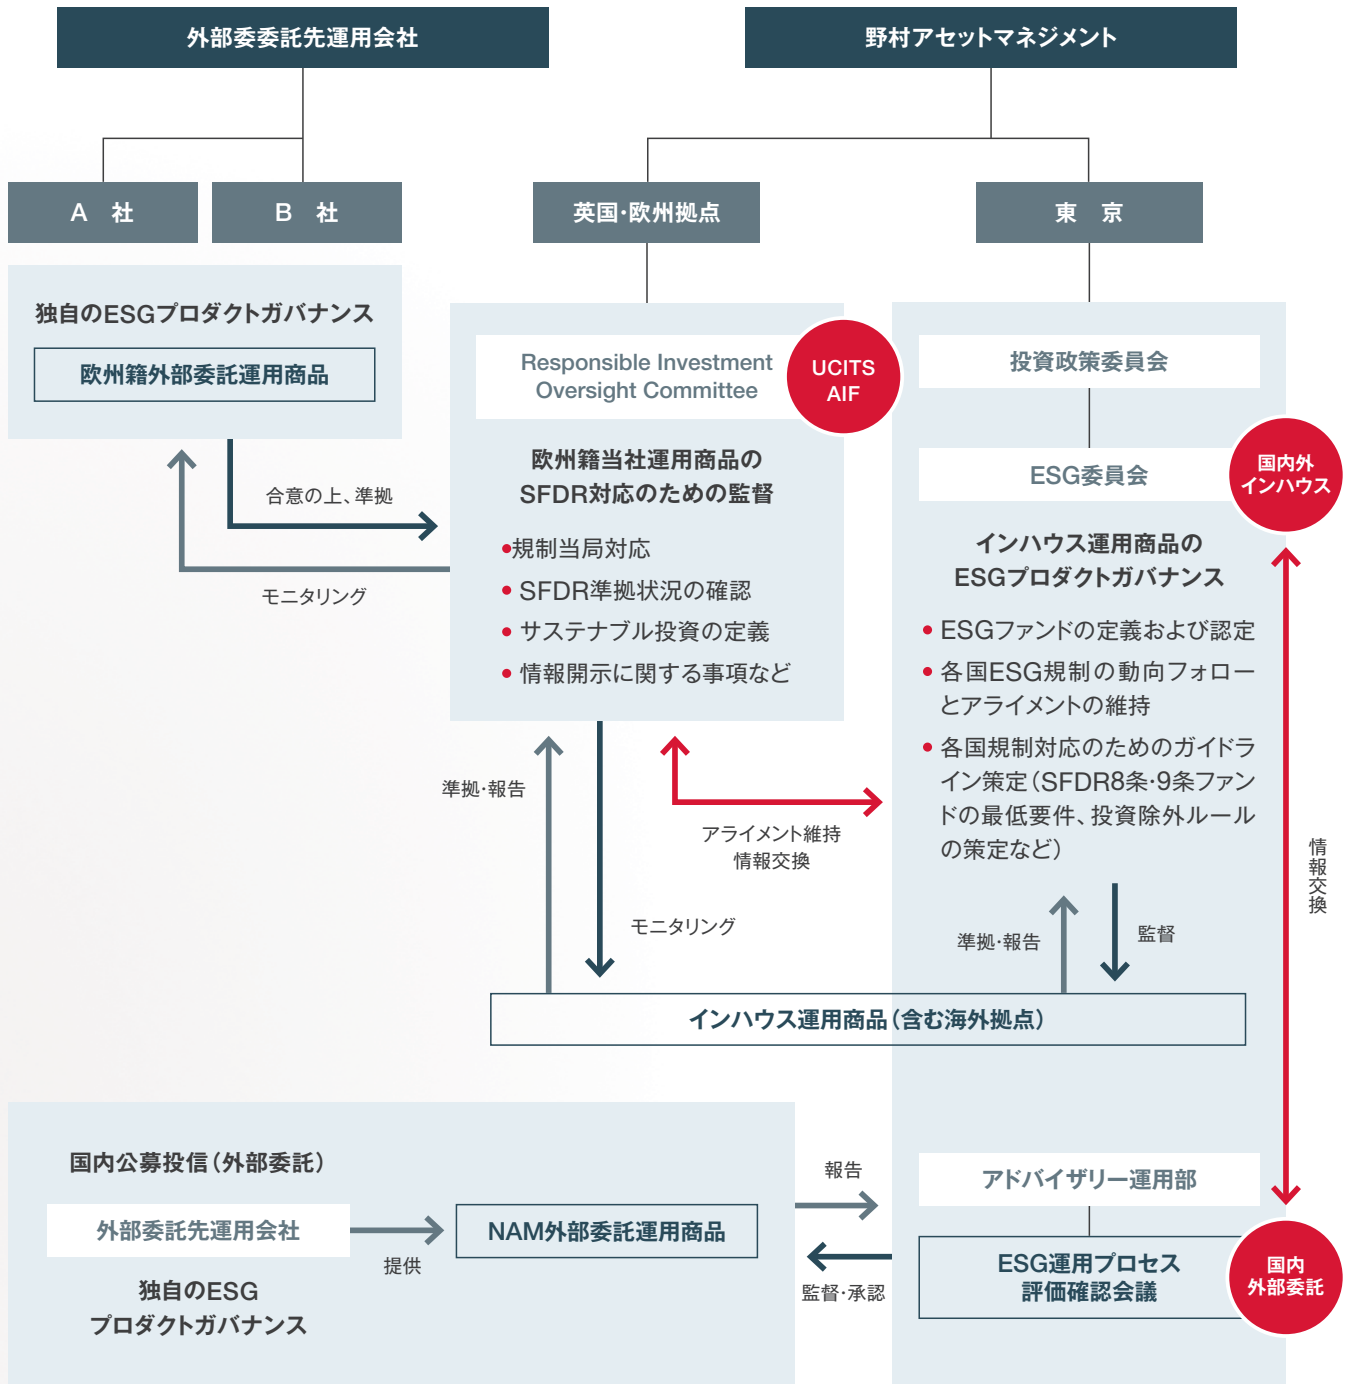 外部委委託先運用会社
野村アセットマネジメント
A 社
B 社
英国・欧州拠点
東 京
独自のESGプロダクトガバナンス
欧州籍外部委託運用商品
合意の上、準拠
モニタリング
Responsible Investment
Oversight Committee
UCITS
AIF
欧州籍当社運用商品の
SFDR対応のための監督
•規制当局対応
• SFDR準拠状況の確認
• サステナブル投資の定義
• 情報開示に関する事項など
投資政策委員会
ESG委員会
国内外
インハウス
インハウス運用商品の
ESGプロダクトガバナンス
• ESGファンドの定義および認定
• 各国ESG規制の動向フォロー
とアライメントの維持
• 各国規制対応のためのガイドラ
イン策定（SFDR8条・9条ファン
ドの最低要件、投資除外ルール
の策定など）
準拠・報告
アライメント維持
情報交換
モニタリング
準拠・報告
監督
情報交換
インハウス運用商品（含む海外拠点）
国内公募投信（外部委託）
外部委託先運用会社
提供
NAM外部委託運用商品
独自のESG
プロダクトガバナンス
報告
監督・承認
アドバイザリー運用部
ESG運用プロセス
評価確認会議
国内
外部委託